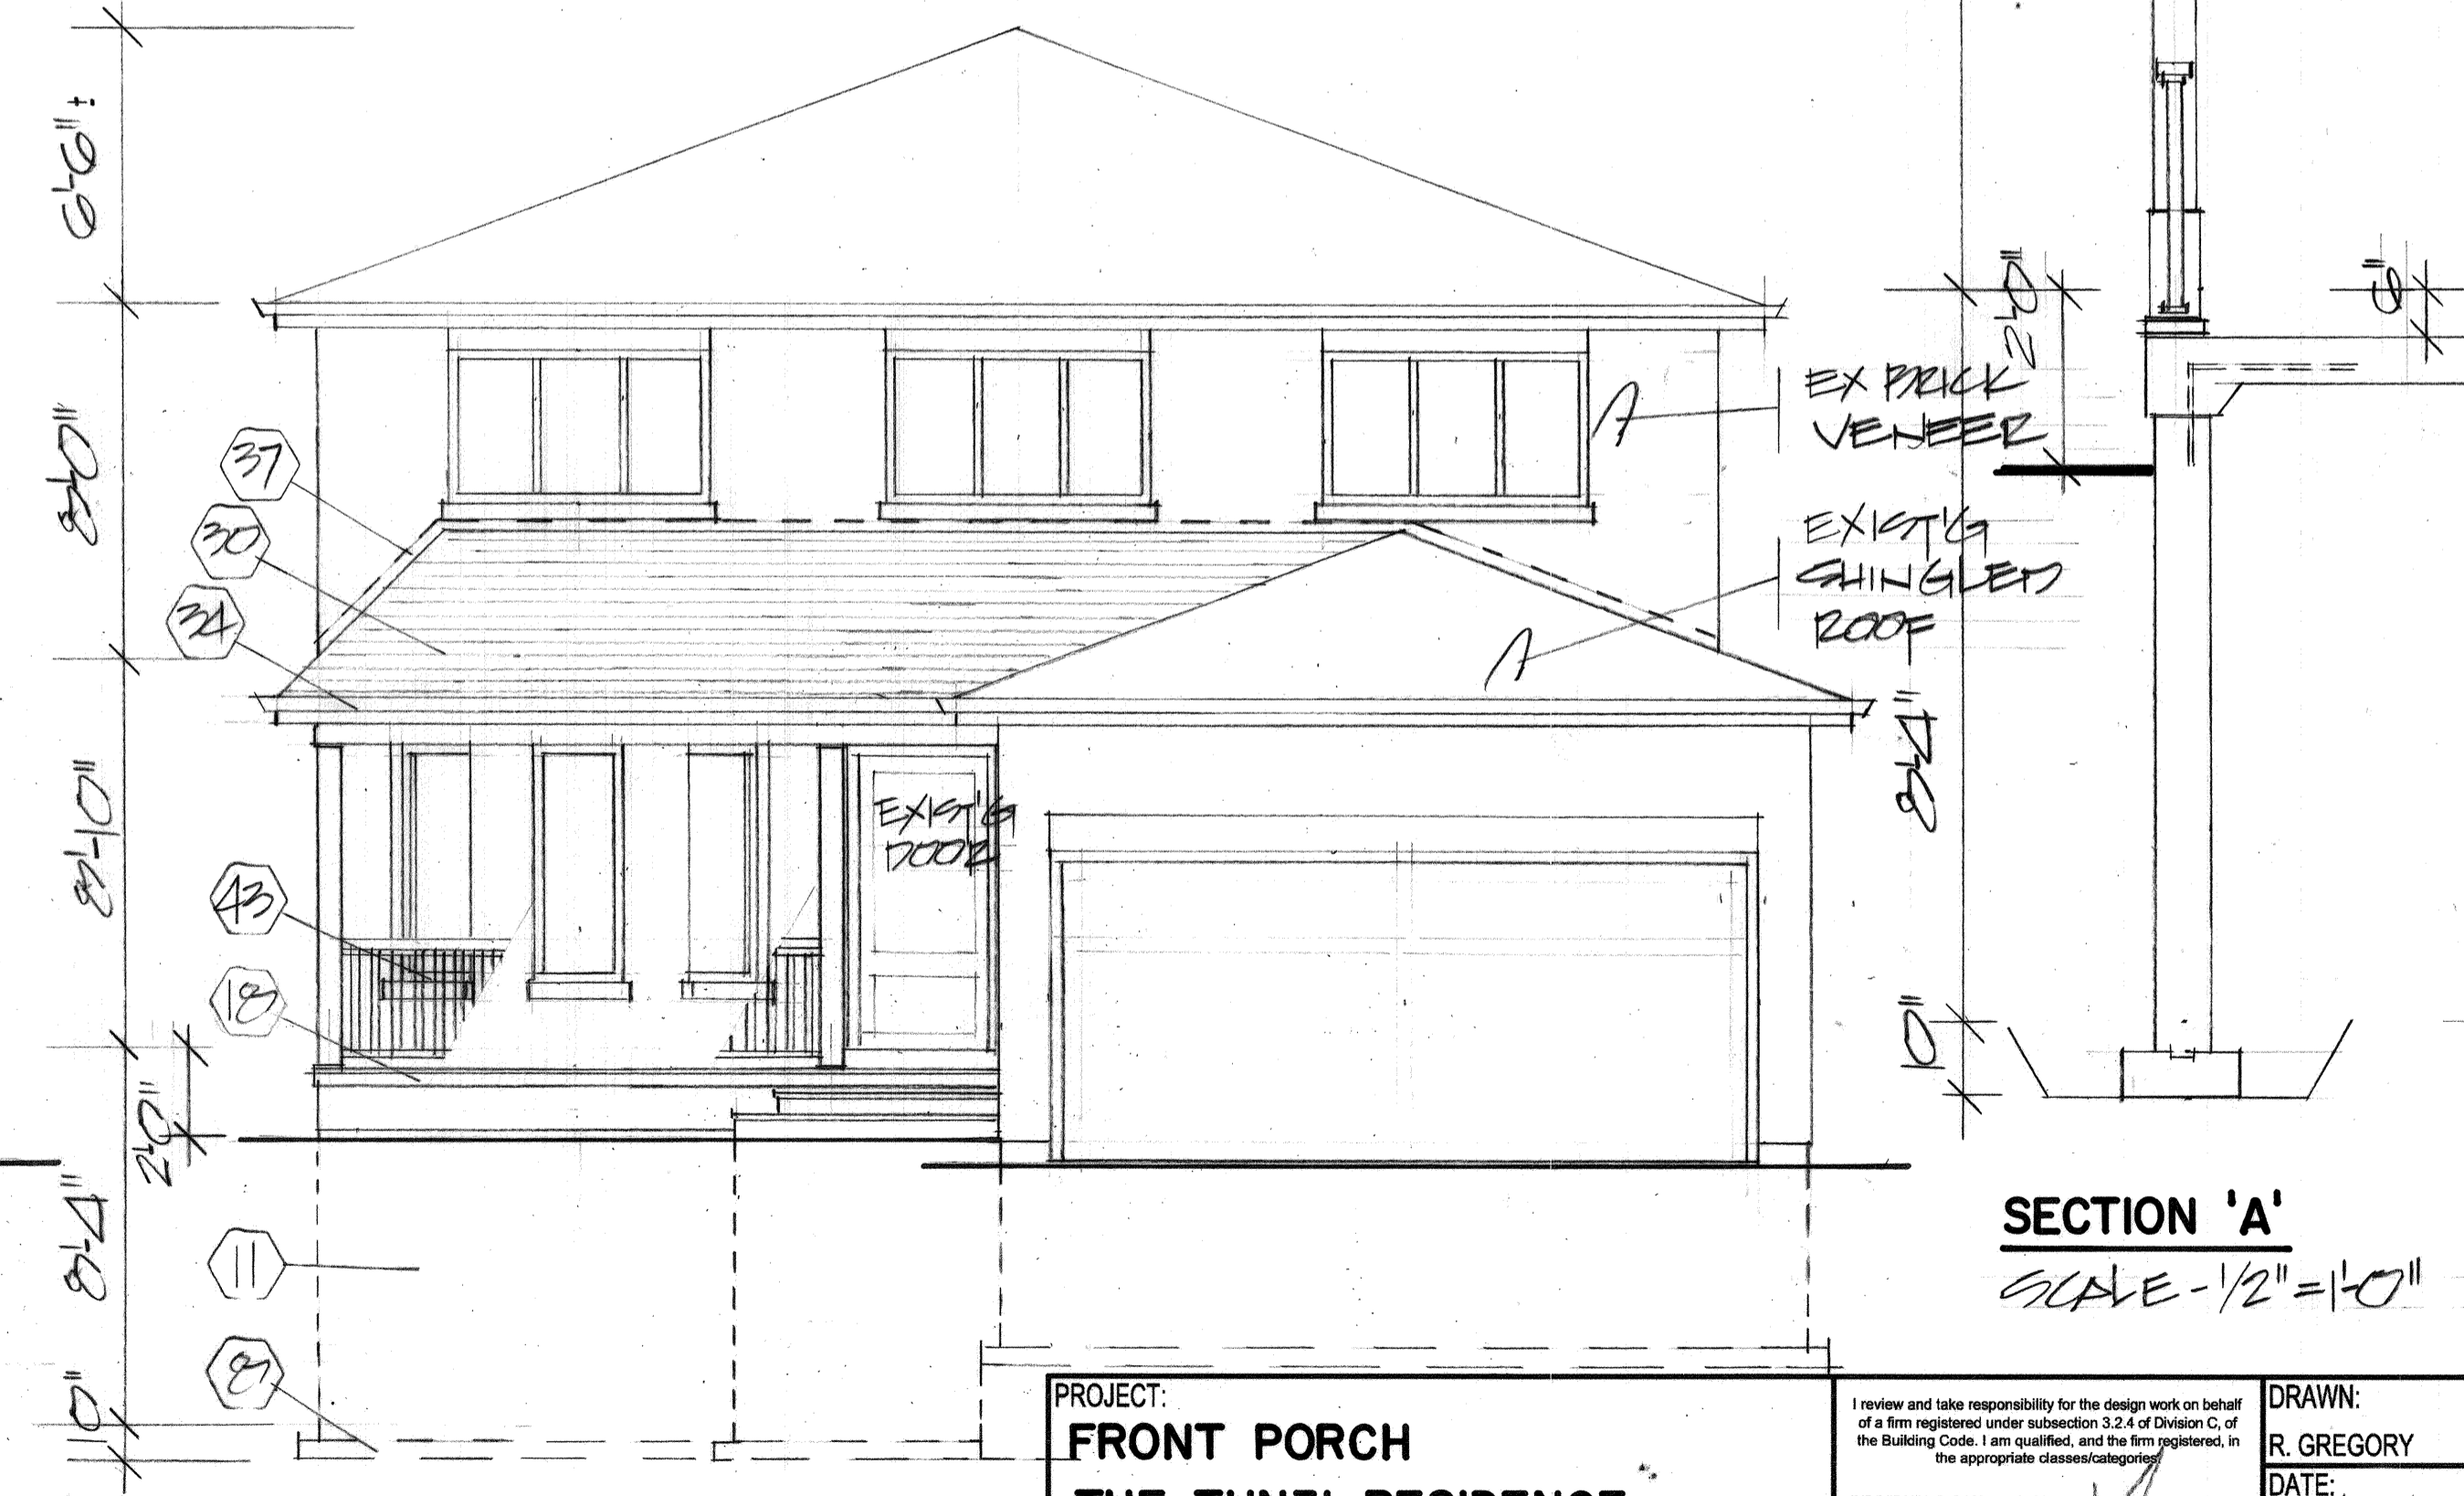 6'-6"±
8'-0"
8'-10"
2'-0"
8'-4"
10"
37
30
34
43
18
11
8
EXIST'G
DOOR
EX BRICK
VENEER
EXIST'G
SHINGLED
ROOF
2'-0"
6"
8'-4"
10"
SECTION 'A'
SCALE - 1/2" = 1'-0"
PROJECT:
FRONT PORCH
I review and take responsibility for the design work on behalf
of a firm registered under subsection 3.2.4 of Division C, of
the Building Code. I am qualified, and the firm registered, in
the appropriate classes/categories.
DRAWN:
R. GREGORY
DATE: